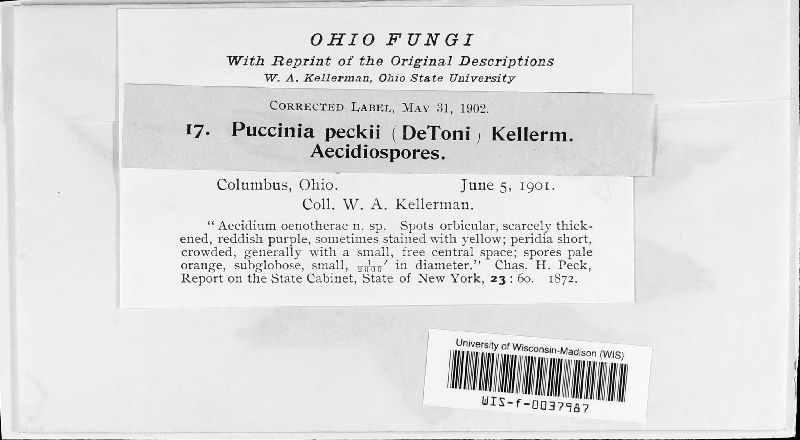 OHIO FUNGI
With Reprint of the Original Descriptions
W. A. Kellerman, Ohio State University
Corrected Label, May 31, 1902.
17. Puccinia peckii (DeToni) Kellerm.
Aecidiospores.
Columbus, Ohio. June 5, 1901.
Coll. W. A. Kellerman.
"Aecidium oenotherae n. sp. Spots orbicular, scarcely thick-
ened, reddish purple, sometimes stained with yellow; peridia short,
crowded, generally with a small, free central space; spores pale
orange, subglobose, small, 1/2000′ in diameter." Chas. H. Peck,
Report on the State Cabinet, State of New York, 23 : 60. 1872.
University of Wisconsin-Madison (WIS)
WIS-f-0037987